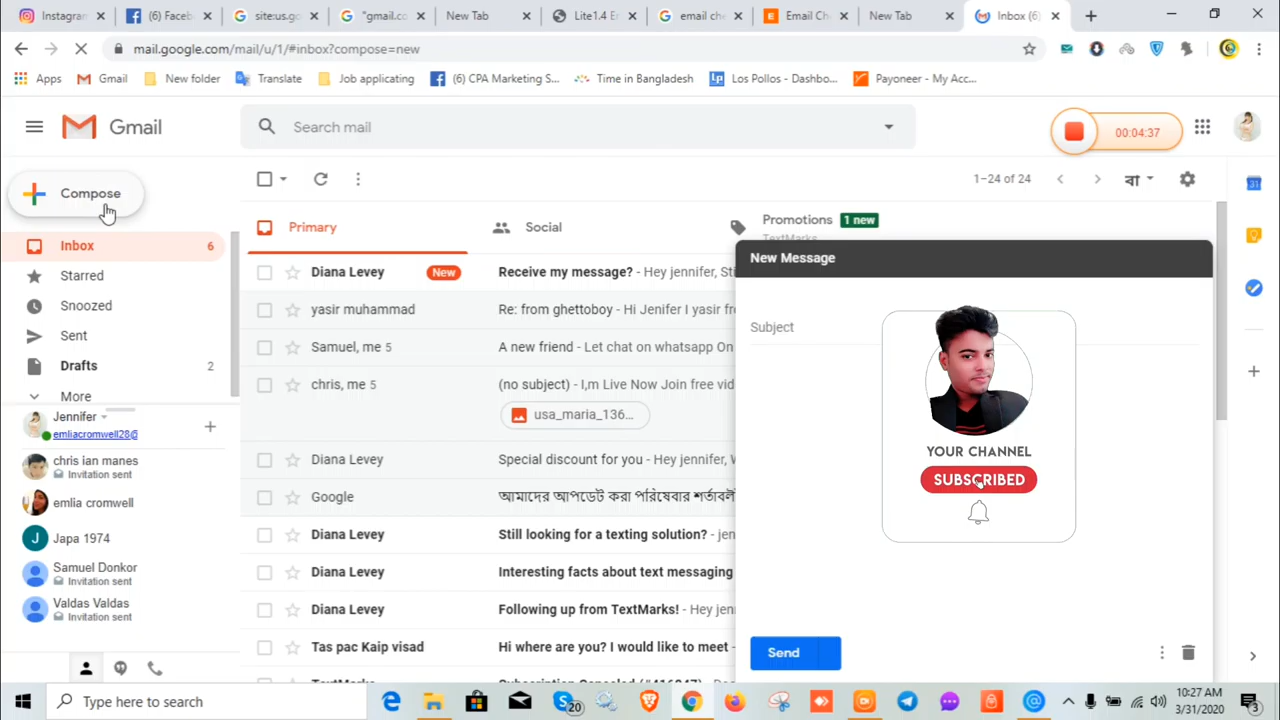 Instagram
(6) Faceb
site:us.go
"gmail.co
New Tab
Lite1.4 E
email che
Email Ch
New Tab
Inbox (6)
mail.google.com/mail/u/1/#inbox?compose=new
Apps
Gmail
New folder
Translate
Job applicating
(6) CPA Marketing S...
Time in Bangladesh
Los Pollos - Dashbo...
Payoneer - My Acc...
Gmail
Search mail
00:04:37
Compose
1–24 of 24
বা
Inbox 6
Starred
Snoozed
Sent
Drafts 2
More
Primary
Social
Promotions 1 new
TextMarks
Diana Levey New Receive my message? - Hey jennifer, Sti
yasir muhammad Re: from ghettoboy - Hi Jenifer I yasir fr
Samuel, me 5 A new friend - Let chat on whatsapp On
chris, me 5 (no subject) - I,m Live Now Join free vid
usa_maria_136...
Diana Levey Special discount for you - Hey jennifer, W
Google আমাদের আপডেট করা পরিষেবার শর্তাবলী
Diana Levey Still looking for a texting solution? - jen
Diana Levey Interesting facts about text messaging
Diana Levey Following up from TextMarks! - Hey jen
Tas pac Kaip visad Hi where are you? I would like to meet -
Jennifer
emliacromwell28@
chris ian manes
Invitation sent
emlia cromwell
J
Japa 1974
Samuel Donkor
Invitation sent
Valdas Valdas
Invitation sent
New Message
Subject
YOUR CHANNEL
SUBSCRIBED
Send
Type here to search
20
10:27 AM
3/31/2020
3